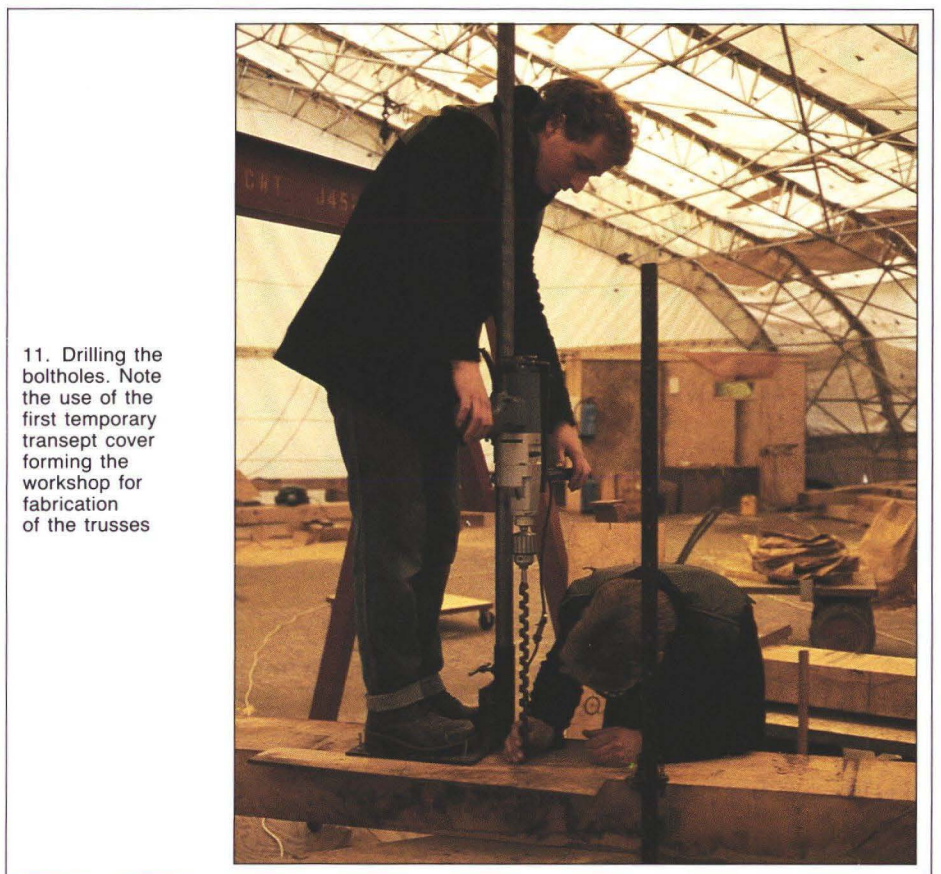 CWT J45
11. Drilling the
boltholes. Note
the use of the
first temporary
transept cover
forming the
workshop for
fabrication
of the trusses